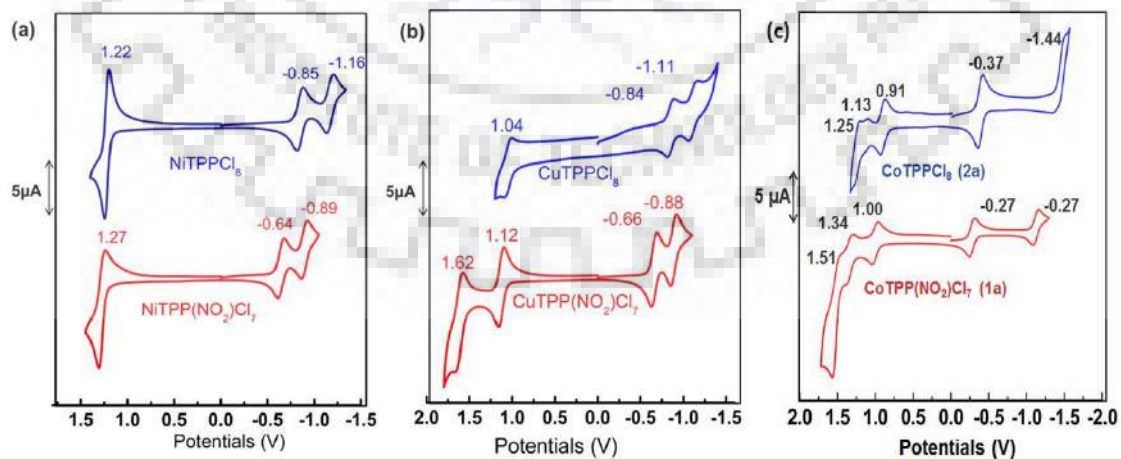 (a)
1.22
-0.85
-1.16
NiTPPCl₈
5μA
1.27
-0.64
-0.89
NiTPP(NO₂)Cl₇
1.0 0.5 0.0 -0.5 -1.0 -1.5
Potentials (V)
(b)
-1.11
-0.84
1.04
CuTPPCl₈
5μA
-0.88
-0.66
1.12
1.62
CuTPP(NO₂)Cl₇
2.0 1.5 1.0 0.5 0.0 -0.5 -1.0 -1.5
Potentials (V)
(c)
-1.44
-0.37
0.91
1.13
1.25
CoTPPCl₈ (2a)
5 μA
1.34
1.00
-0.27
-0.27
1.51
CoTPP(NO₂)Cl₇ (1a)
2.0 1.5 1.0 0.5 0.0 -0.5 -1.0 -1.5 -2.0
Potentials (V)